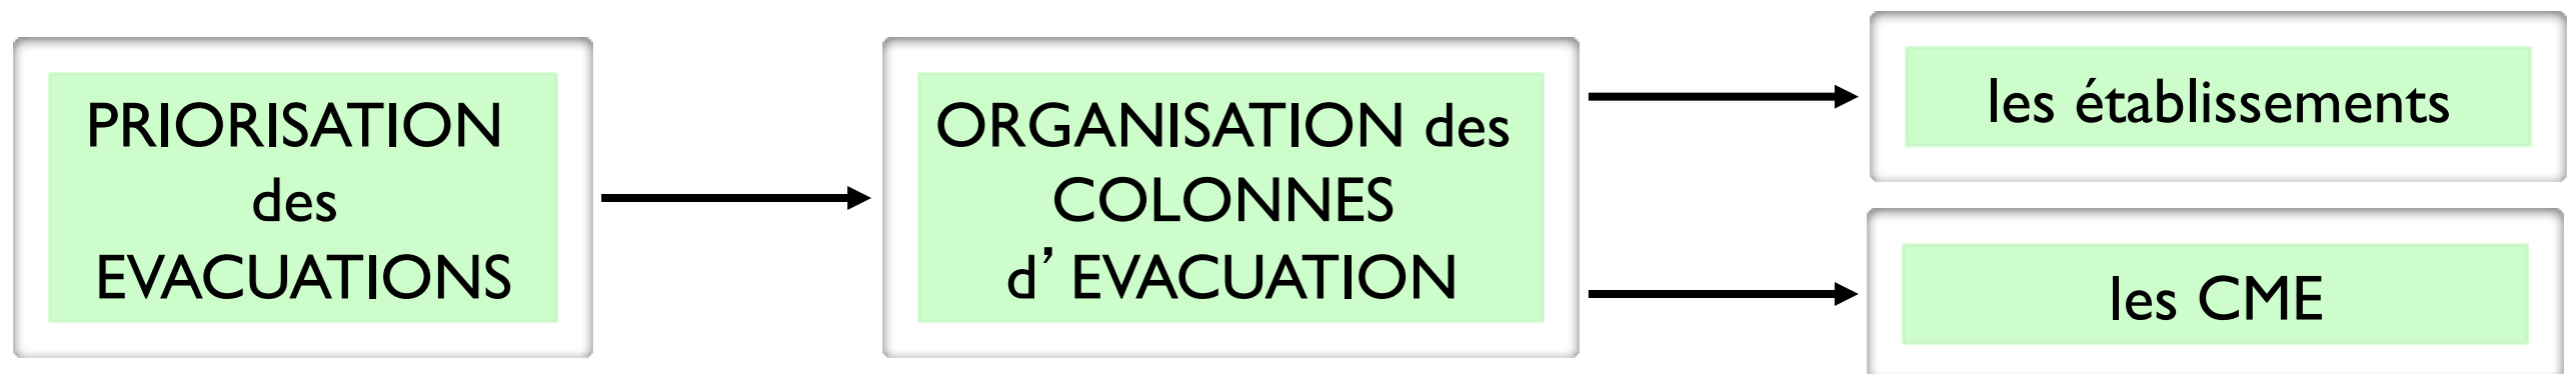 PRIORISATION
des
EVACUATIONS
ORGANISATION des
COLONNES
d’ EVACUATION
les établissements
les CME